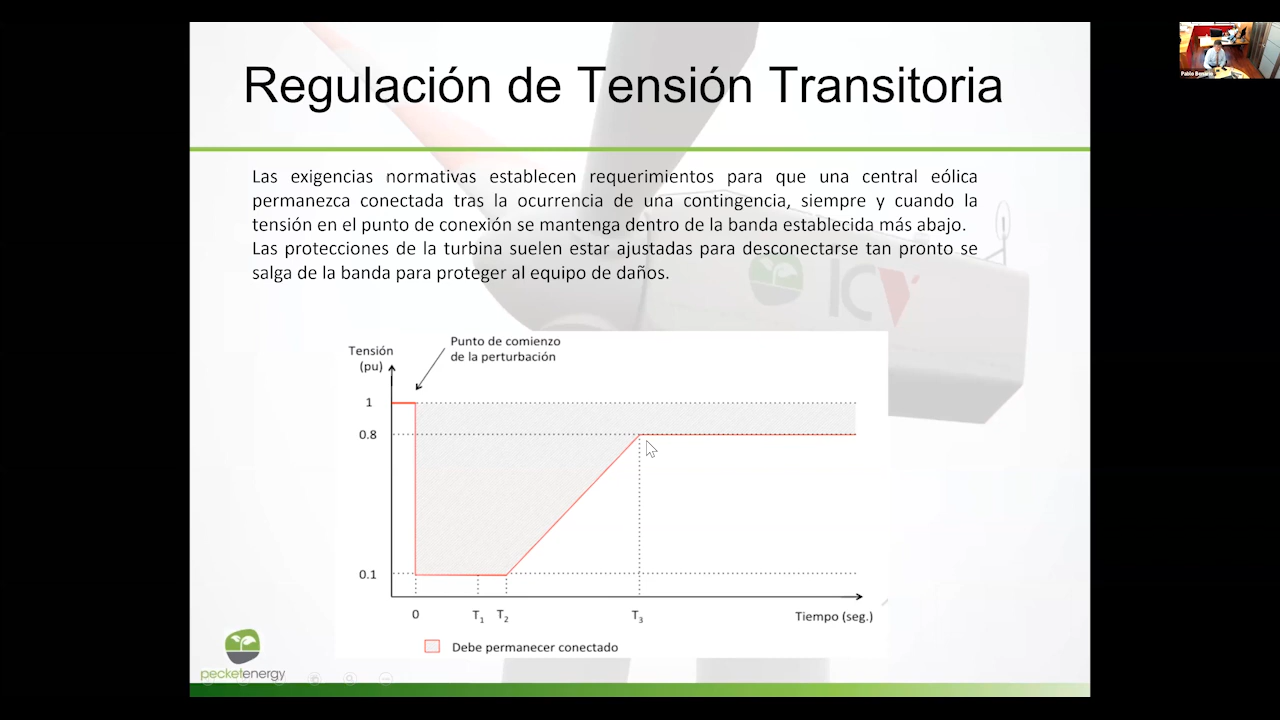 Regulación de Tensión Transitoria
Las exigencias normativas establecen requerimientos para que una central eólica
permanezca conectada tras la ocurrencia de una contingencia, siempre y cuando la
tensión en el punto de conexión se mantenga dentro de la banda establecida más abajo.
Las protecciones de la turbina suelen estar ajustadas para desconectarse tan pronto se
salga de la banda para proteger al equipo de daños.
Punto de comienzo
de la perturbación
Tensión
(pu)
1
0.8
0.1
0 T₁ T₂ T₃ Tiempo (seg.)
Debe permanecer conectado
pecketenergy
ICV
Pablo